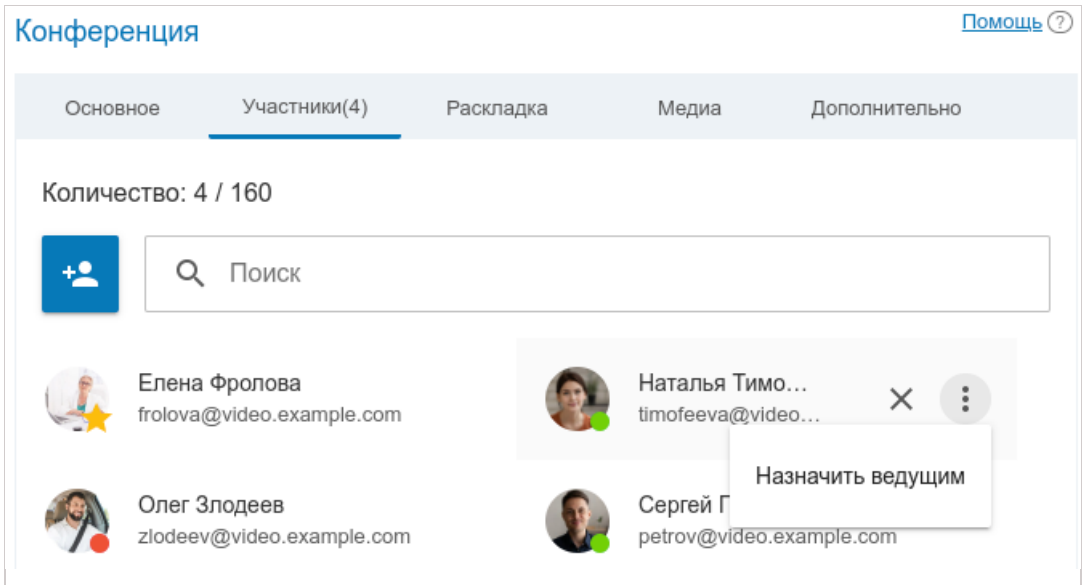 Конференция
Помощь ?
Основное Участники(4) Раскладка Медиа Дополнительно
Количество: 4 / 160
Поиск
Елена Фролова
frolova@video.example.com
Наталья Тимо...
timofeeva@video...
Назначить ведущим
Олег Злодеев
zlodeev@video.example.com
Сергей
petrov@video.example.com